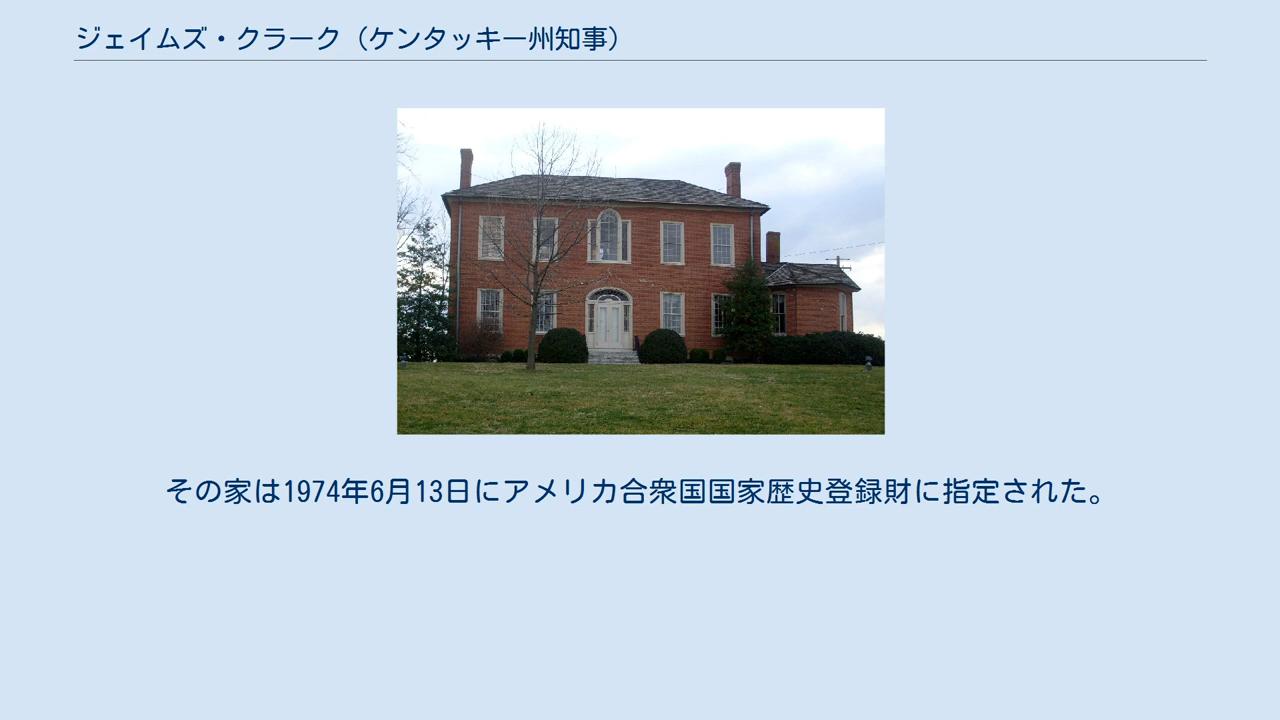 ジェイムズ・クラーク（ケンタッキー州知事）
その家は1974年6月13日にアメリカ合衆国国家歴史登録財に指定された。